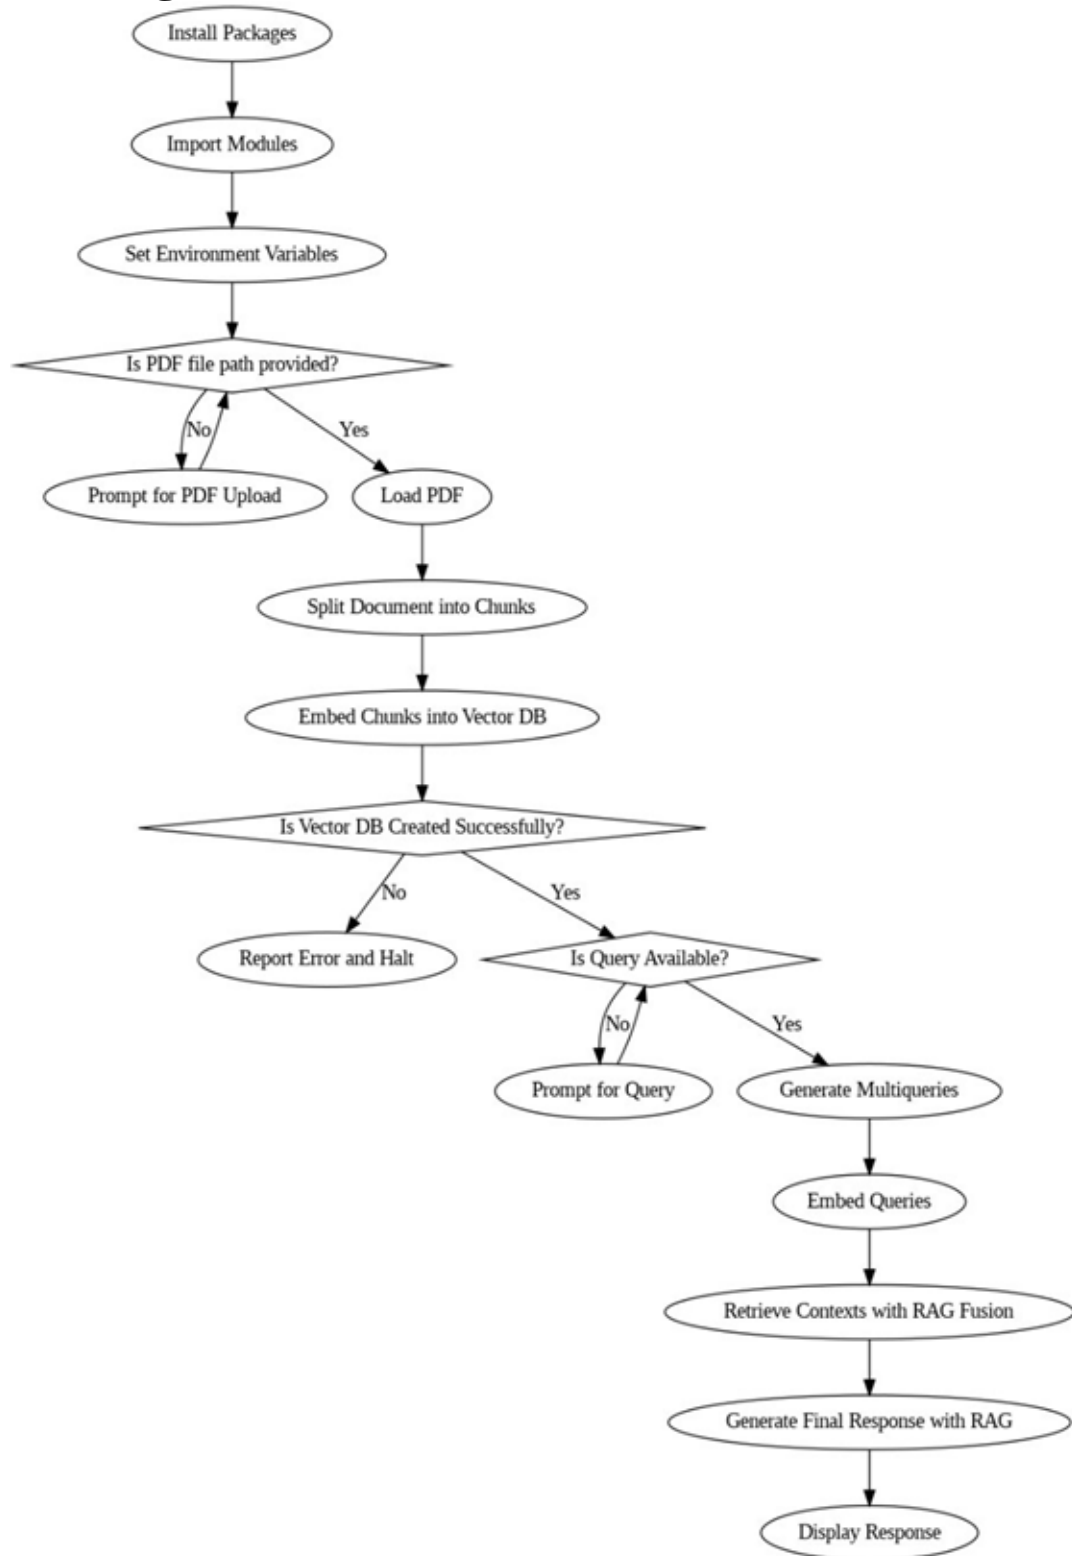 Install Packages
Import Modules
Set Environment Variables
Is PDF file path provided?
No
Yes
Prompt for PDF Upload
Load PDF
Split Document into Chunks
Embed Chunks into Vector DB
Is Vector DB Created Successfully?
No
Yes
Report Error and Halt
Is Query Available?
No
Yes
Prompt for Query
Generate Multiqueries
Embed Queries
Retrieve Contexts with RAG Fusion
Generate Final Response with RAG
Display Response